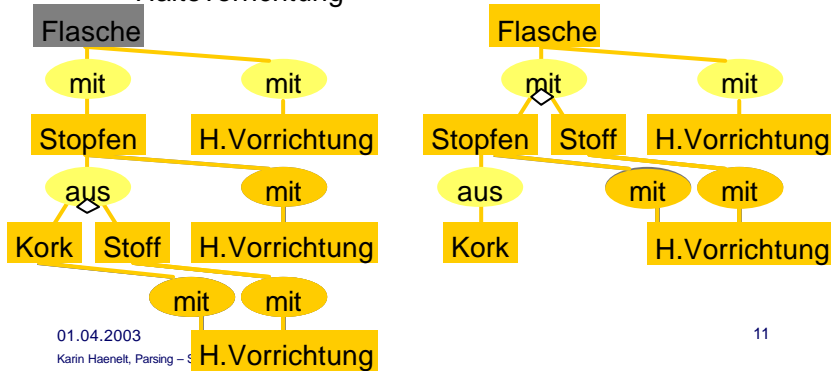 Flasche
mit mit
Stopfen H.Vorrichtung
aus mit
Kork Stoff H.Vorrichtung
mit mit
H.Vorrichtung
Flasche
mit mit
Stopfen Stoff H.Vorrichtung
aus mit mit
Kork H.Vorrichtung
01.04.2003 11
Karin Haenelt, Parsing –